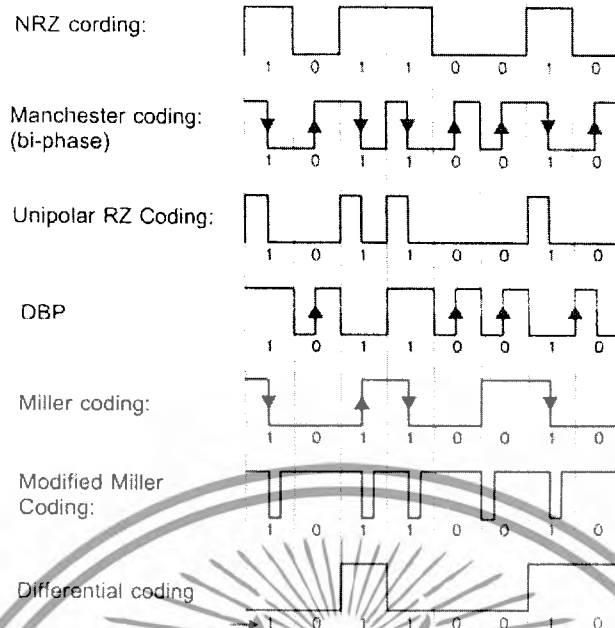 NRZ cording:
1 0 1 1 0 0 1 0
Manchester coding:
(bi-phase)
1 0 1 1 0 0 1 0
Unipolar RZ Coding:
1 0 1 1 0 0 1 0
DBP
1 0 1 1 0 0 1 0
Miller coding:
1 0 1 1 0 0 1 0
Modified Miller
Coding:
1 0 1 1 0 0 1 0
Differential coding
1 0 1 1 0 0 1 0